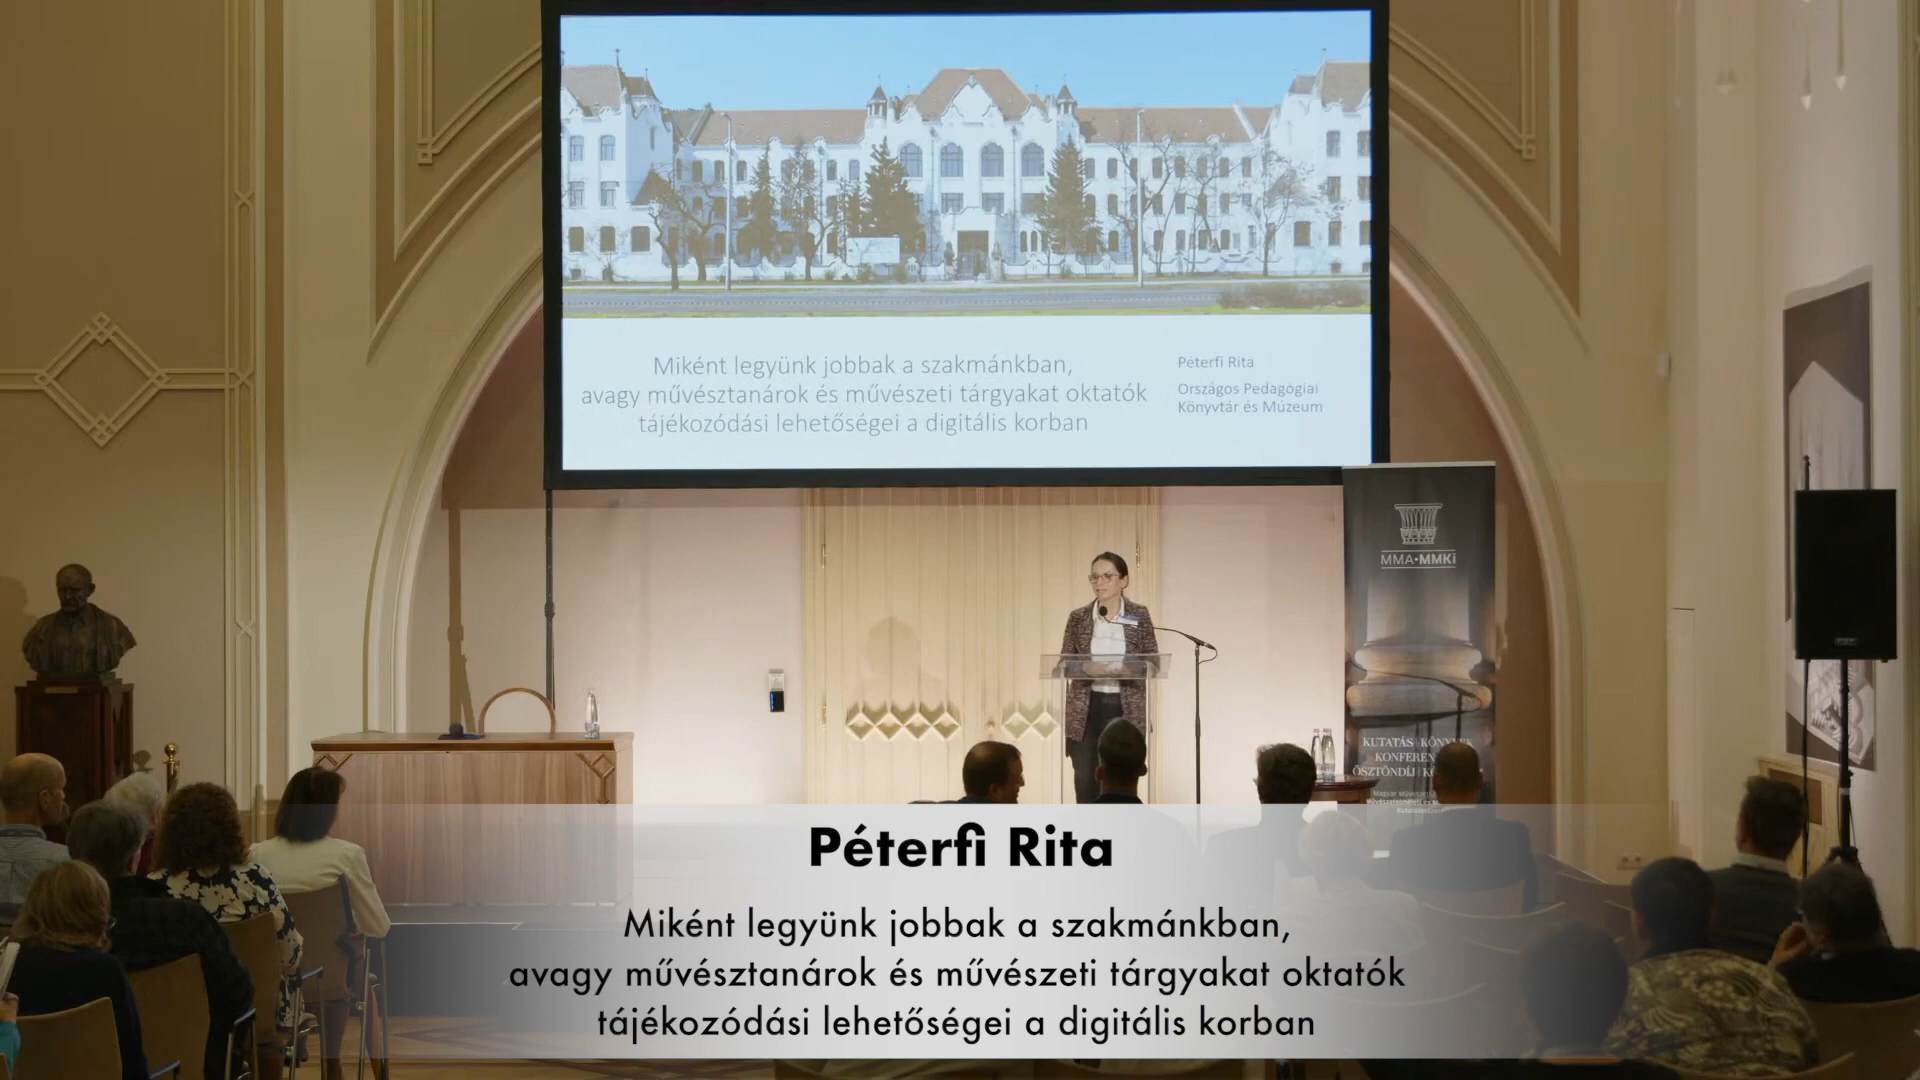 Miként legyünk jobbak a szakmánkban,
avagy művésztanárok és művészeti tárgyakat oktatók
tájékozódási lehetőségei a digitális korban
Péterfi Rita
Országos Pedagógiai
Könyvtár és Múzeum
MMA•MMKI
KUTATÁS
ÖSZTÖNDÍJ
Péterfi Rita
Miként legyünk jobbak a szakmánkban,
avagy művésztanárok és művészeti tárgyakat oktatók
tájékozódási lehetőségei a digitális korban